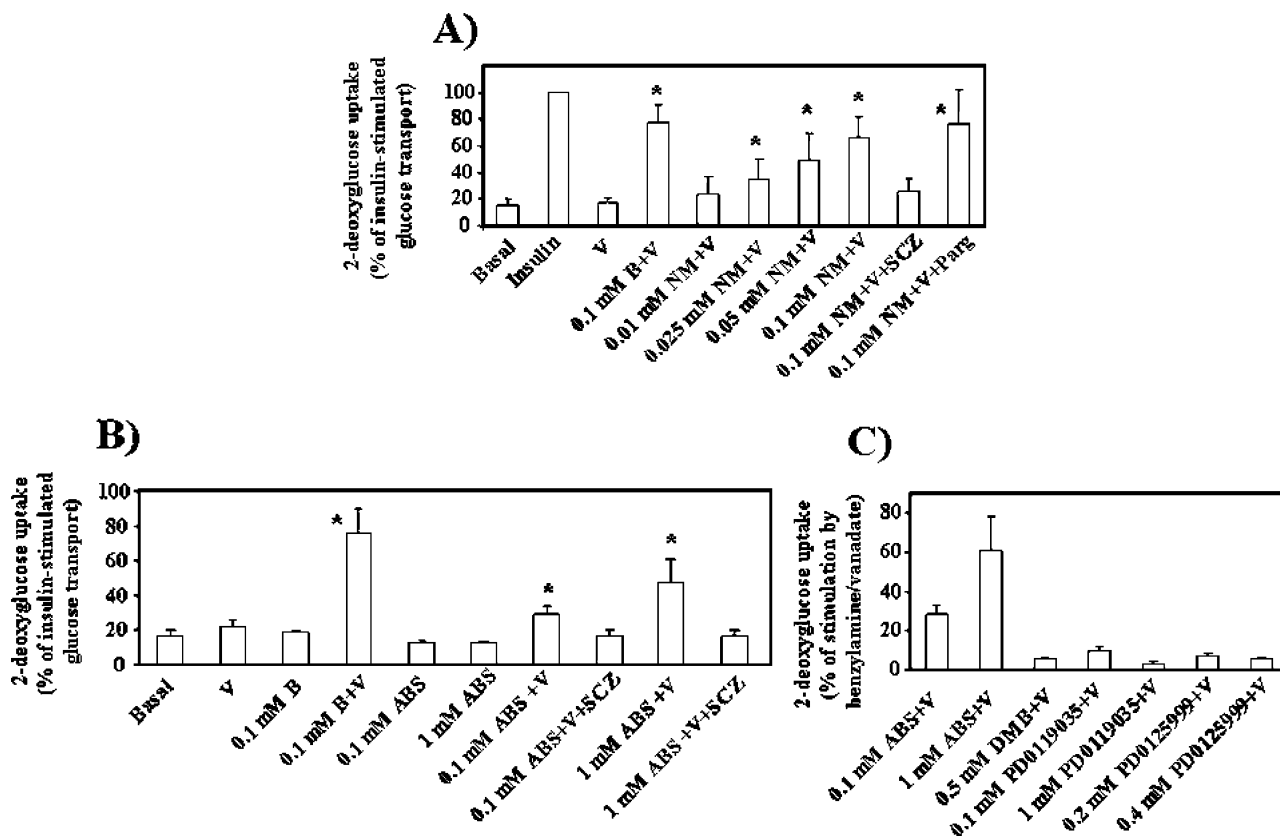 A)
2-deoxyglucose uptake
(% of insulin-stimulated
glucose transport)
100
80
60
40
20
0
*
*
*
*
*
Basal
Insulin
V
0.1 mM B+V
0.01 mM NM+V
0.025 mM NM+V
0.05 mM NM+V
0.1 mM NM+V
0.1 mM NM+V+SCZ
0.1 mM NM+V+Parg
B)
2-deoxyglucose uptake
(% of insulin-stimulated
glucose transport)
100
80
60
40
20
0
*
*
*
Basal
V
0.1 mM B
0.1 mM B+V
0.1 mM ABS
1 mM ABS
0.1 mM ABS +V
0.1 mM ABS+V+SCZ
1 mM ABS +V
1 mM ABS +V+SCZ
C)
2-deoxyglucose uptake
(% of stimulation by
benzylamine/vanadate)
80
60
40
20
0
0.1 mM ABS+V
1 mM ABS+V
0.5 mM DMB+V
0.1 mM PD0119035+V
1 mM PD0119035+V
0.2 mM PD0125999+V
0.4 mM PD0125999+V